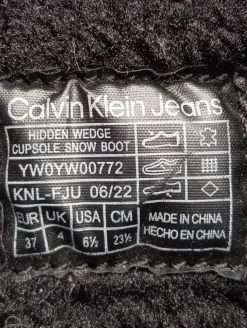 Calvin Klein Jeans
HIDDEN WEDGE
CUPSOLE SNOW BOOT
YW0YW00772
KNL-FJU 06/22
EUR UK USA CM
37 4 6½ 23½
MADE IN CHINA
HECHO EN CHINA